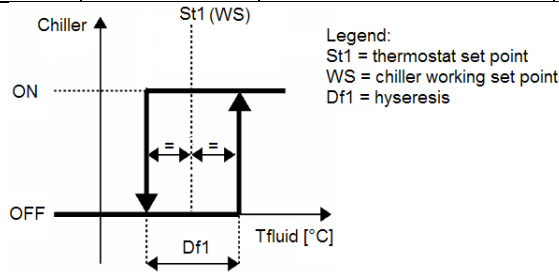 St1 (WS)
Chiller
Legend:
St1 = thermostat set point
WS = chiller working set point
Df1 = hyseresis
ON
= =
OFF
Tfluid [°C]
Df1